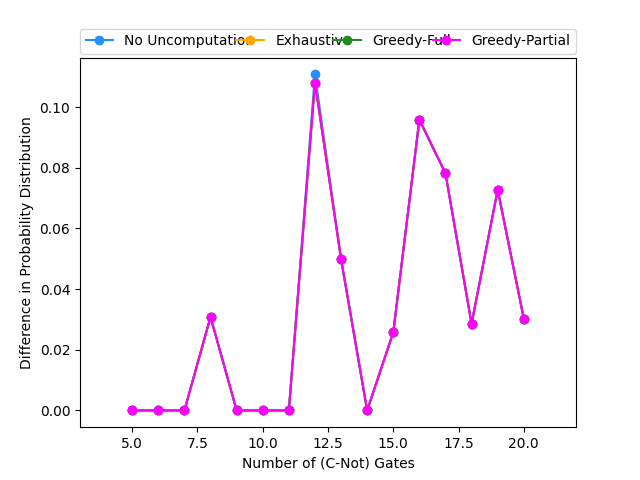 No Uncomputation Exhaustive Greedy-Full Greedy-Partial
0.10
0.08
0.06
0.04
0.02
0.00
Difference in Probability Distribution
5.0 7.5 10.0 12.5 15.0 17.5 20.0
Number of (C-Not) Gates